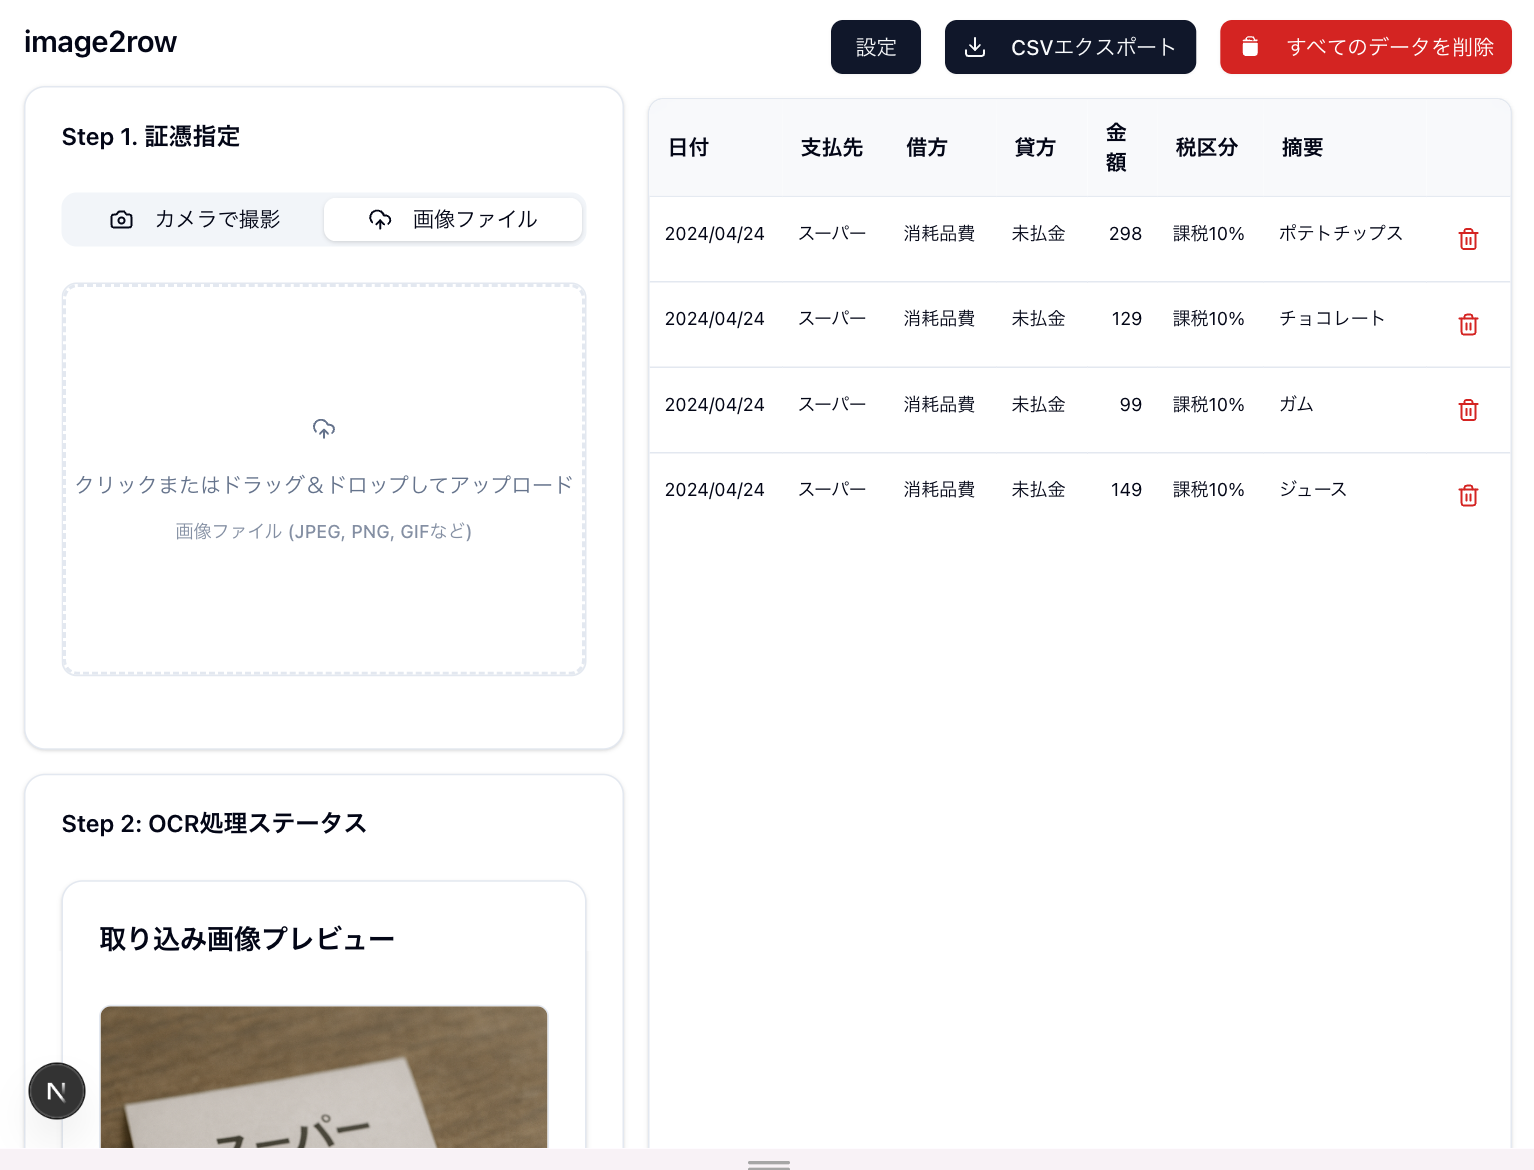 image2row
設定
CSVエクスポート
すべてのデータを削除
Step 1. 証憑指定
カメラで撮影
画像ファイル
クリックまたはドラッグ＆ドロップしてアップロード
画像ファイル (JPEG, PNG, GIFなど)
Step 2: OCR処理ステータス
取り込み画像プレビュー
スーパー
N
日付 支払先 借方 貸方 金額 税区分 摘要
2024/04/24 スーパー 消耗品費 未払金 298 課税10% ポテトチップス
2024/04/24 スーパー 消耗品費 未払金 129 課税10% チョコレート
2024/04/24 スーパー 消耗品費 未払金 99 課税10% ガム
2024/04/24 スーパー 消耗品費 未払金 149 課税10% ジュース